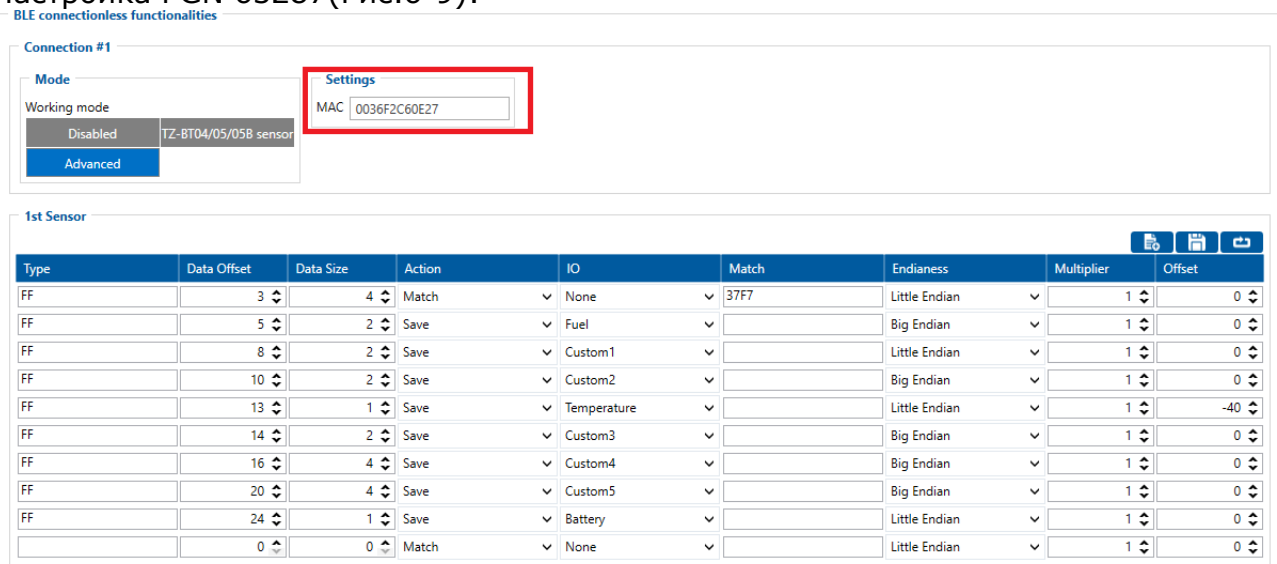 BLE connectionless functionalities
Connection #1
Mode
Settings
Working mode
MAC 0036F2C60E27
Disabled TZ-BT04/05/05B sensor
Advanced
1st Sensor
Type Data Offset Data Size Action IO Match Endianess Multiplier Offset
FF 3 4 Match None 37F7 Little Endian 1 0
FF 5 2 Save Fuel Big Endian 1 0
FF 8 2 Save Custom1 Little Endian 1 0
FF 10 2 Save Custom2 Big Endian 1 0
FF 13 1 Save Temperature Little Endian 1 -40
FF 14 2 Save Custom3 Big Endian 1 0
FF 16 4 Save Custom4 Big Endian 1 0
FF 20 4 Save Custom5 Big Endian 1 0
FF 24 1 Save Battery Little Endian 1 0
0 0 Match None Little Endian 1 0